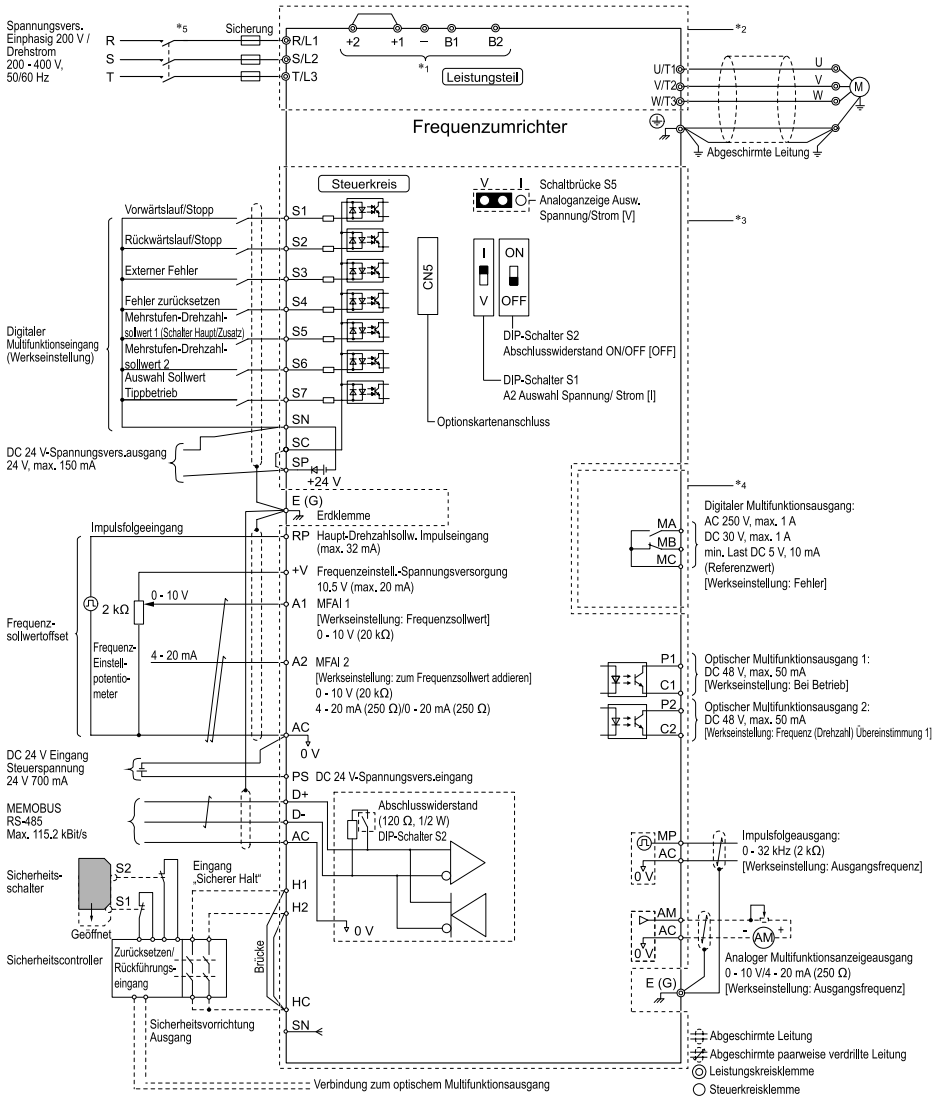 Spannungsvers.
Einphasig 200 V /
Drehstrom
200 - 400 V,
50/60 Hz
R
S
T
*5
Sicherung
R/L1
S/L2
T/L3
+2
+1
−
B1
B2
*1
Leistungsteil
*2
U/T1
V/T2
W/T3
U
V
W
M
Abgeschirmte Leitung
Frequenzumrichter
Steuerkreis
V I
Schaltbrücke S5
Analoganzeige Ausw.
Spannung/Strom [V]
*3
Digitaler
Multifunktionseingang
(Werkseinstellung)
Vorwärtslauf/Stopp
Rückwärtslauf/Stopp
Externer Fehler
Fehler zurücksetzen
Mehrstufen-Drehzahl-
sollwert 1 (Schalter Haupt/Zusatz)
Mehrstufen-Drehzahl-
sollwert 2
Auswahl Sollwert
Tippbetrieb
S1
S2
S3
S4
S5
S6
S7
SN
SC
SP
+24 V
CN5
I
V
ON
OFF
DIP-Schalter S2
Abschlusswiderstand ON/OFF [OFF]
DIP-Schalter S1
A2 Auswahl Spannung/ Strom [I]
Optionskartenanschluss
DC 24 V-Spannungsvers.ausgang
24 V, max. 150 mA
E (G)
Erdklemme
*4
MA
MB
MC
Digitaler Multifunktionsausgang:
AC 250 V, max. 1 A
DC 30 V, max. 1 A
min. Last DC 5 V, 10 mA
(Referenzwert)
[Werkseinstellung: Fehler]
Impulsfolgeeingang
Frequenz-
sollwertoffset
2 kΩ
Frequenz-
Einstell-
potentio-
meter
0 - 10 V
4 - 20 mA
RP
Haupt-Drehzahlsollw. Impulseingang
(max. 32 mA)
+V
Frequenzeinstell.-Spannungsversorgung
10.5 V (max. 20 mA)
A1
MFAI 1
[Werkseinstellung: Frequenzsollwert]
0 - 10 V (20 kΩ)
A2
MFAI 2
[Werkseinstellung: zum Frequenzsollwert addieren]
0 - 10 V (20 kΩ)
4 - 20 mA (250 Ω)/0 - 20 mA (250 Ω)
AC
0 V
P1
C1
Optischer Multifunktionsausgang 1:
DC 48 V, max. 50 mA
[Werkseinstellung: Bei Betrieb]
P2
C2
Optischer Multifunktionsausgang 2:
DC 48 V, max. 50 mA
[Werkseinstellung: Frequenz (Drehzahl) Übereinstimmung 1]
DC 24 V Eingang
Steuerspannung
24 V 700 mA
PS
DC 24 V-Spannungsvers.eingang
MEMOBUS
RS-485
Max. 115.2 kBit/s
D+
D-
AC
Abschlusswiderstand
(120 Ω, 1/2 W)
DIP-Schalter S2
0 V
MP
AC
0 V
Impulsfolgeausgang:
0 - 32 kHz (2 kΩ)
[Werkseinstellung: Ausgangsfrequenz]
AM
AC
0 V
- AM +
Analoger Multifunktionsanzeigeausgang
0 - 10 V/4 - 20 mA (250 Ω)
[Werkseinstellung: Ausgangsfrequenz]
E (G)
Sicherheits-
schalter
S2
S1
Geöffnet
Eingang
„Sicherer Halt“
H1
H2
Brücke
HC
SN
Sicherheitscontroller
Zurücksetzen/
Rückführungs-
eingang
Sicherheitsvorrichtung
Ausgang
Verbindung zum optischem Multifunktionsausgang
Abgeschirmte Leitung
Abgeschirmte paarweise verdrillte Leitung
Leistungskreisklemme
Steuerkreisklemme